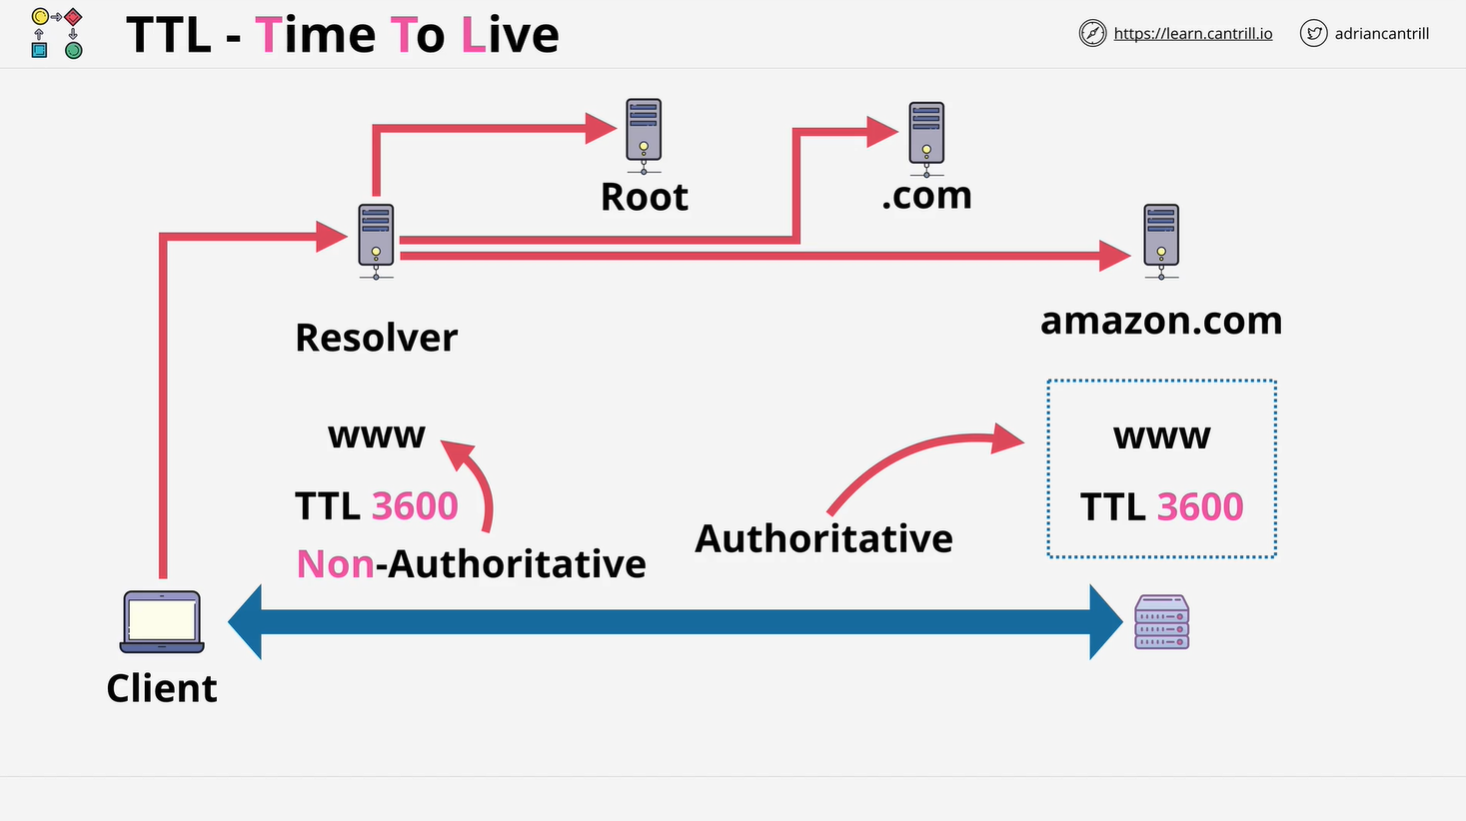 TTL - Time To Live
https://learn.cantrill.io
adriancantrill
Root
.com
Resolver
amazon.com
www
TTL 3600
Non-Authoritative
Authoritative
www
TTL 3600
Client